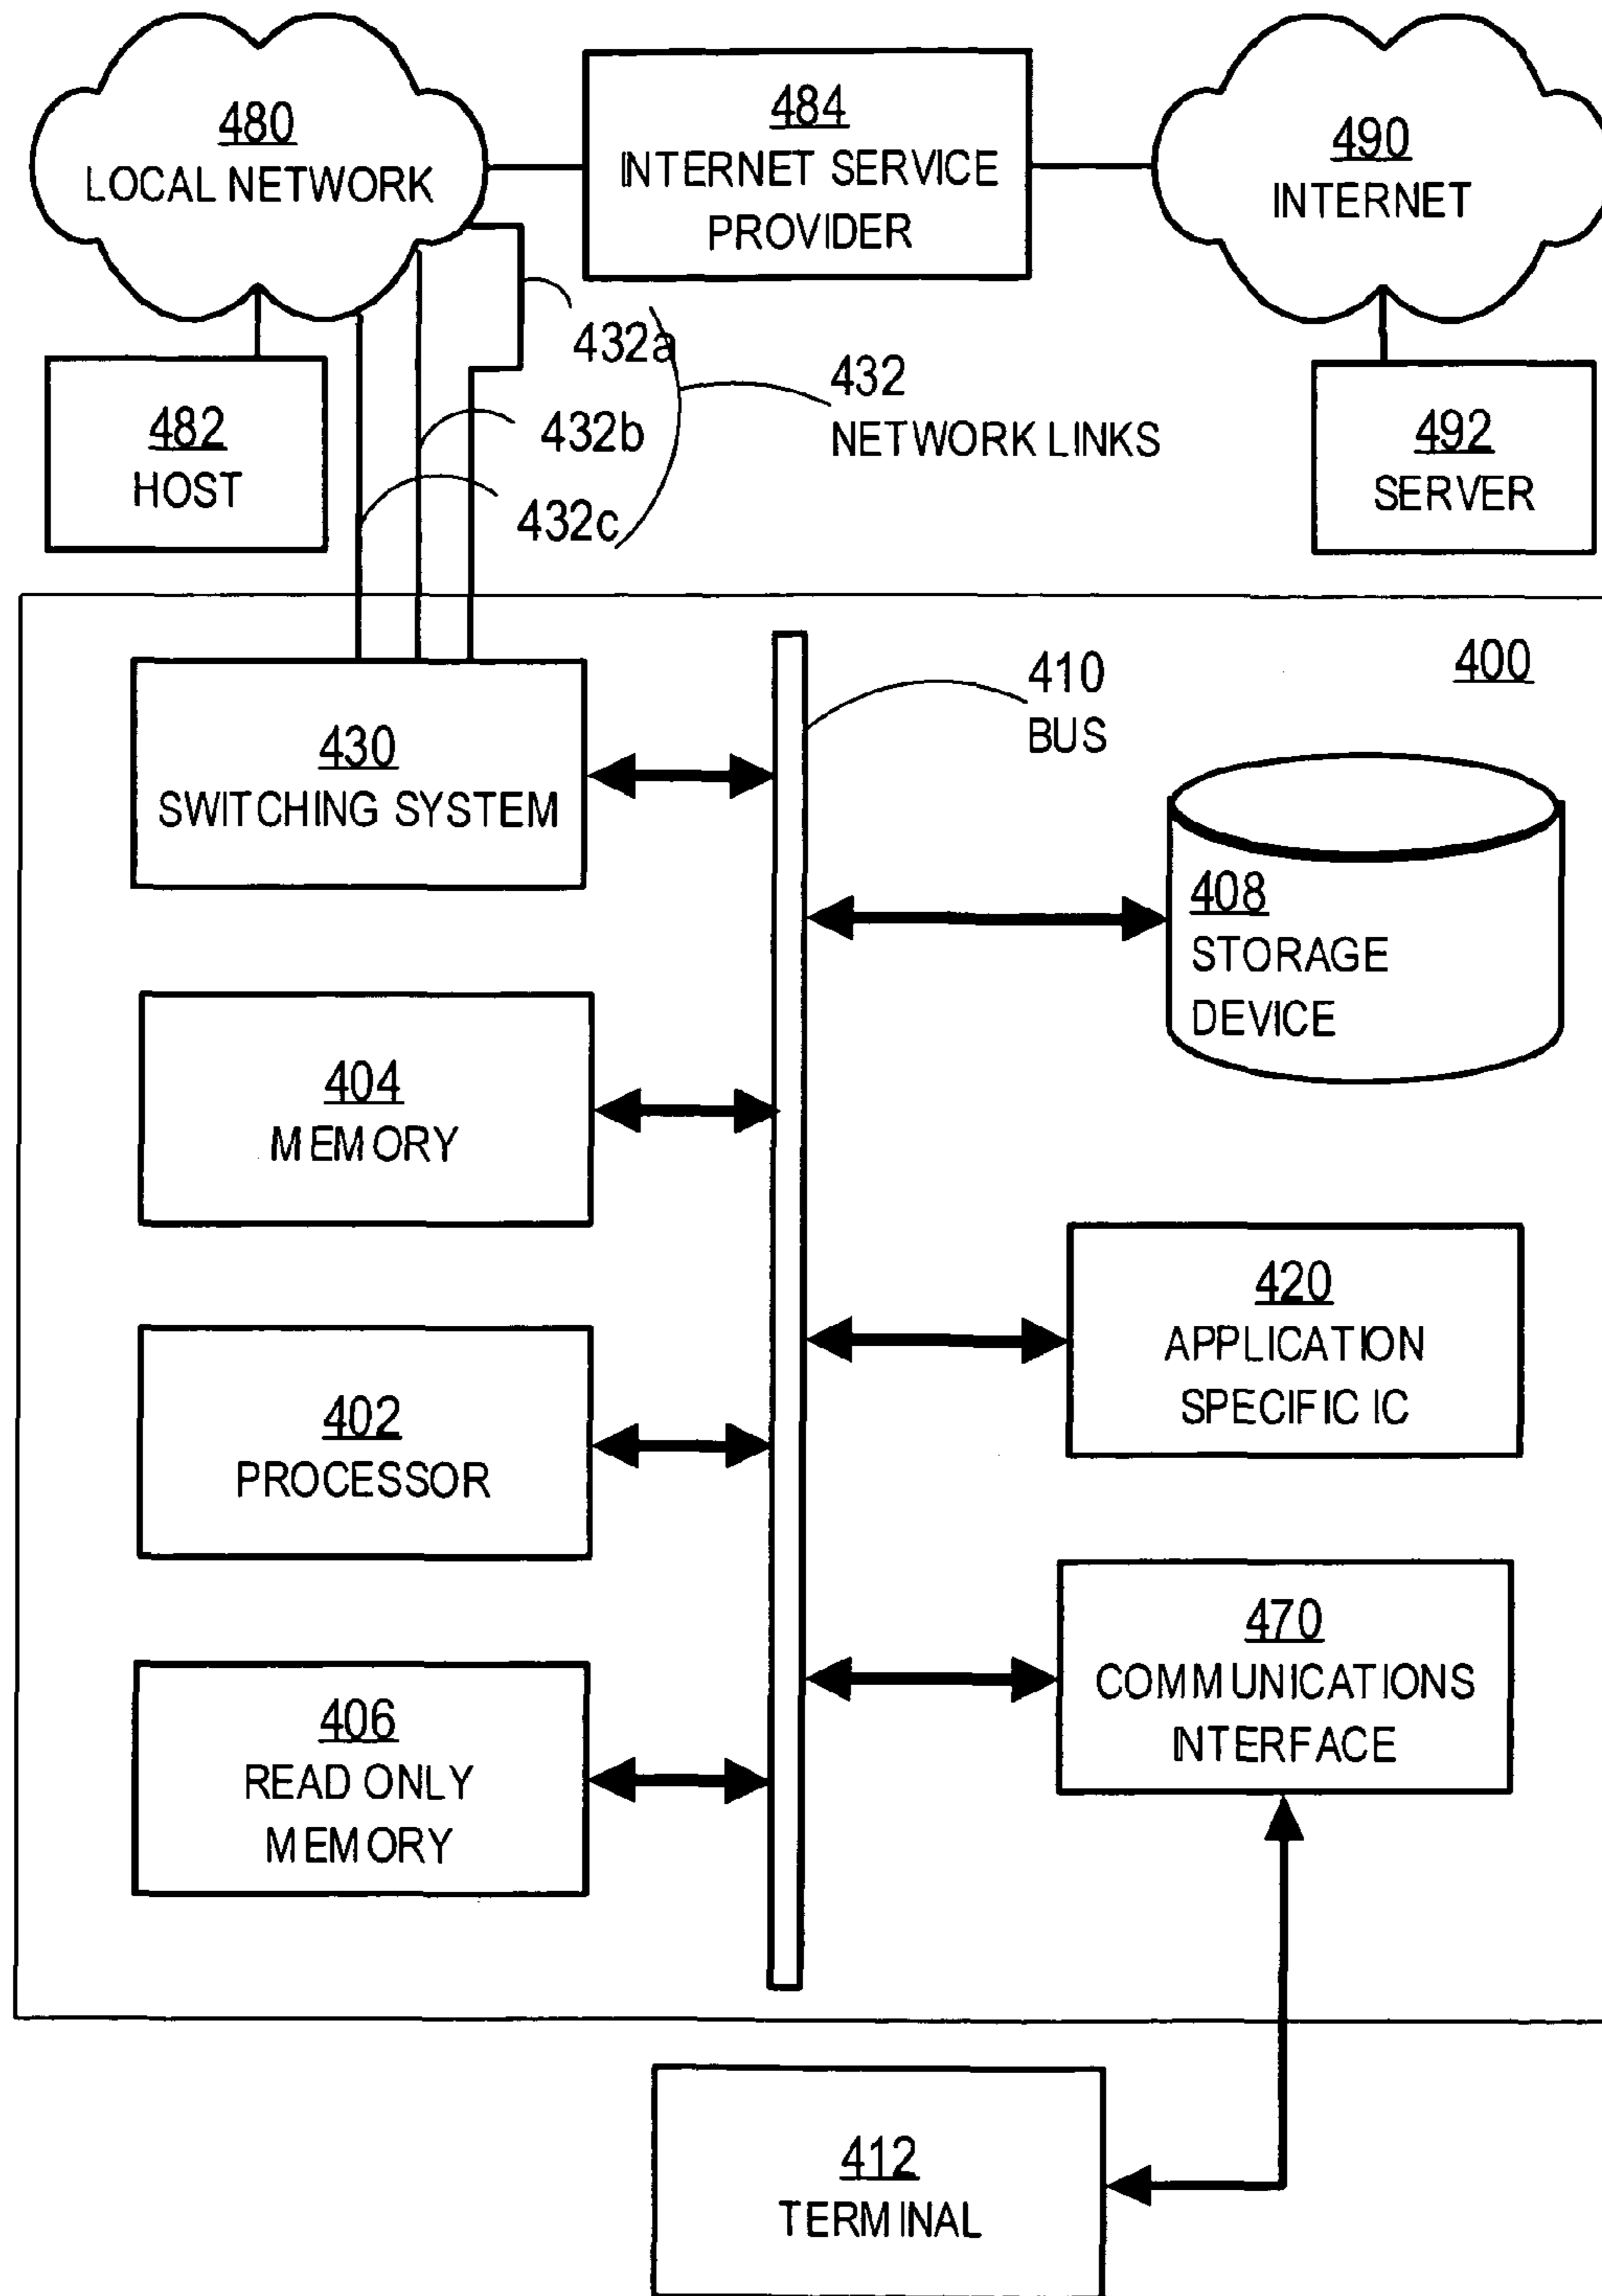 480
LOCAL NETWORK
484
INTERNET SERVICE
PROVIDER
490
INTERNET
432a
432b
432c
432
NETWORK LINKS
482
HOST
492
SERVER
400
410
BUS
430
SWITCHING SYSTEM
408
STORAGE
DEVICE
404
MEMORY
420
APPLICATION
SPECIFIC IC
402
PROCESSOR
470
COMMUNICATIONS
INTERFACE
406
READ ONLY
MEMORY
412
TERMINAL